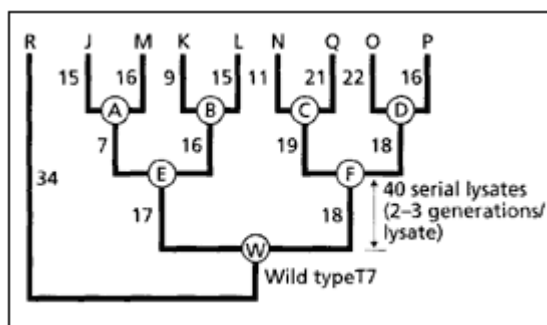 R J M K L N Q O P
15 16 9 15 11 21 22 16
A B C D
7 16 19 18
34
E F
40 serial lysates
(2–3 generations/
lysate)
17 18
W
Wild typeT7